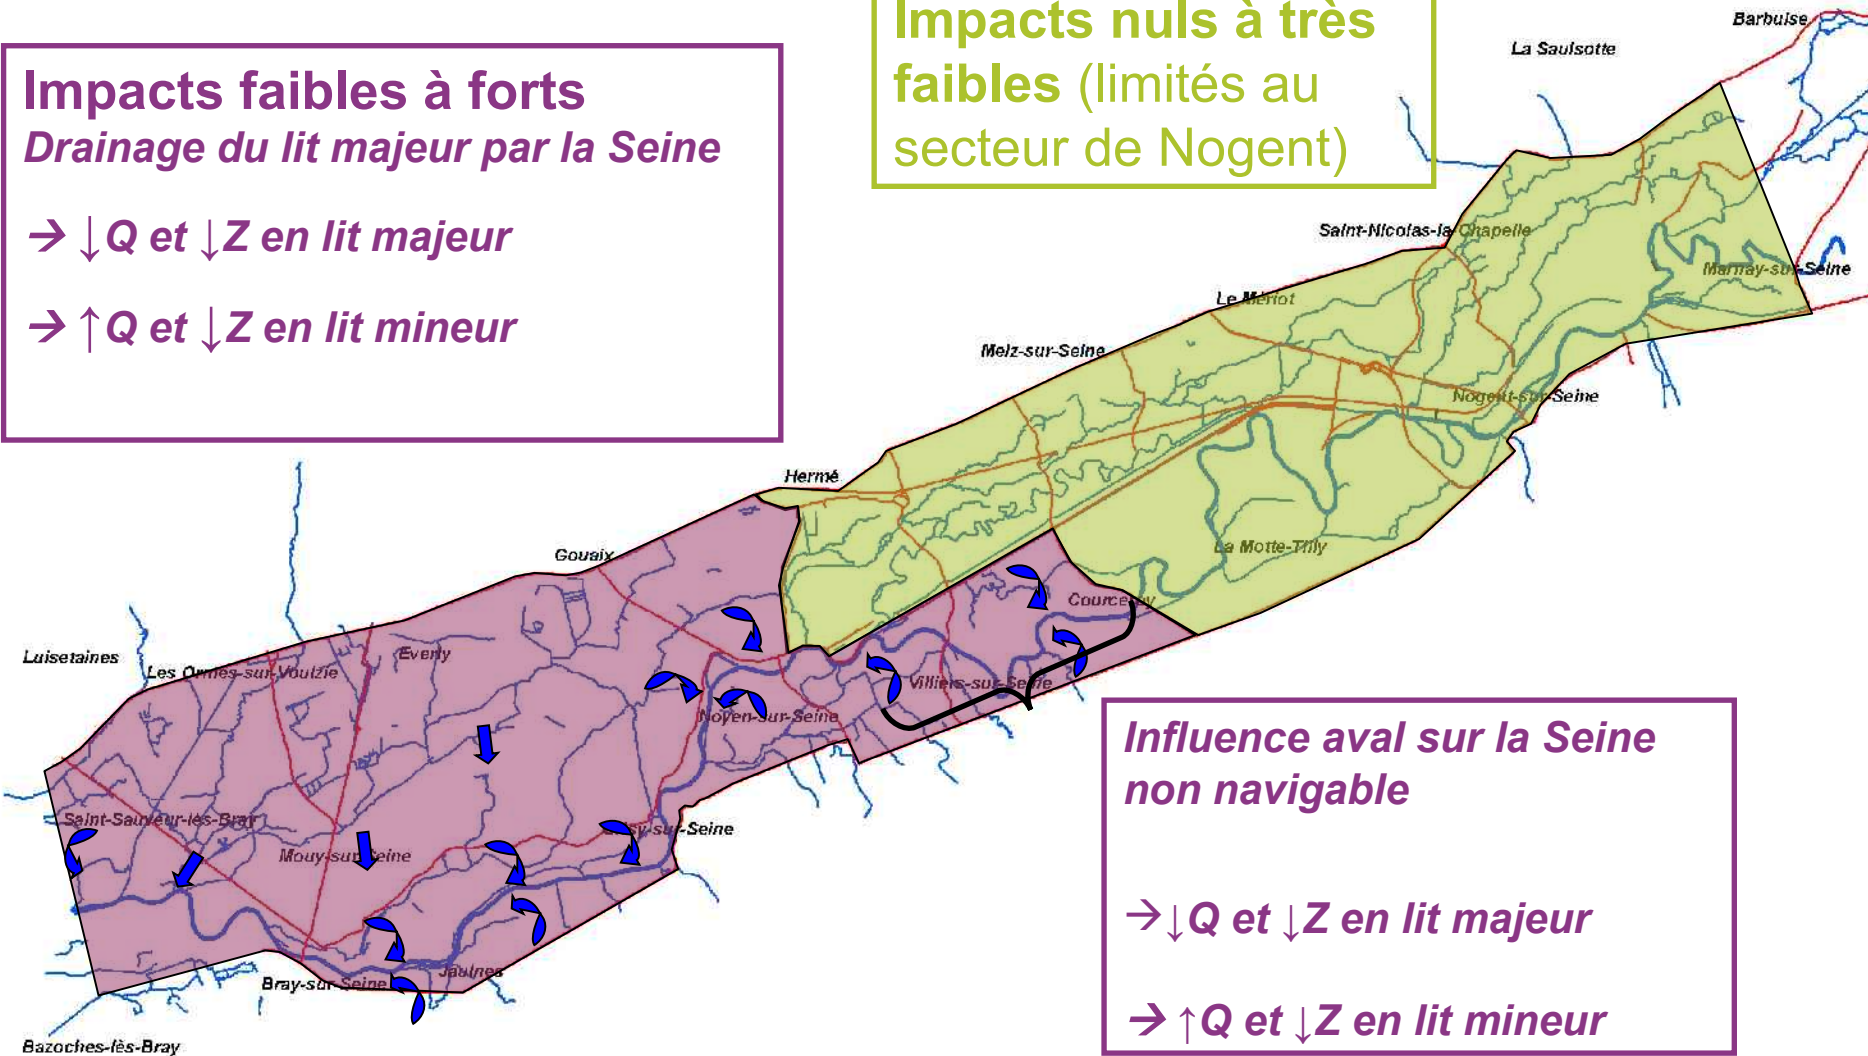 Impacts nuls à très
faibles (limités au
secteur de Nogent)
Impacts faibles à forts
Drainage du lit majeur par la Seine
→ ↓Q et ↓Z en lit majeur
→ ↑Q et ↓Z en lit mineur
Barbuise
La Saulsotte
Saint-Nicolas-la-Chapelle
Marnay-sur-Seine
Le Mériot
Melz-sur-Seine
Nogent-sur-Seine
Hermé
La Motte-Tilly
Gouaix
Courceroy
Luisetaines
Les Ormes-sur-Voulzie
Everly
Villiers-sur-Seine
Noyen-sur-Seine
Saint-Sauveur-lès-Bray
Mouy-sur-Seine
Grisy-sur-Seine
Jaulnes
Bray-sur-Seine
Bazoches-lès-Bray
Influence aval sur la Seine
non navigable
→↓Q et ↓Z en lit majeur
→ ↑Q et ↓Z en lit mineur